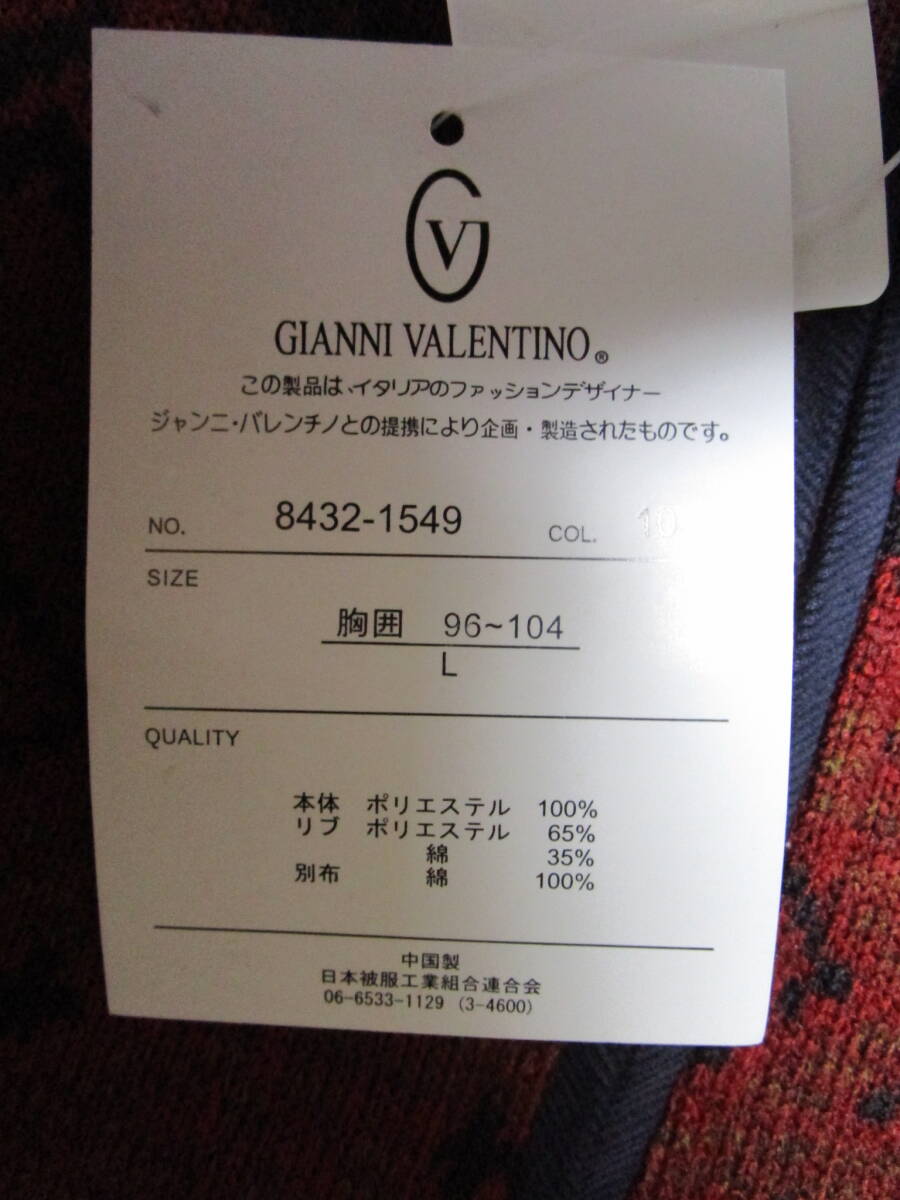 GV
GIANNI VALENTINO®
この製品は、イタリアのファッションデザイナー
ジャンニ・バレンチノとの提携により企画・製造されたものです。
NO. 8432-1549 COL. 10
SIZE
胸囲 96~104
L
QUALITY
本体 ポリエステル 100%
リブ ポリエステル 65%
綿 35%
別布 綿 100%
中国製
日本被服工業組合連合会
06-6533-1129 (3-4600)